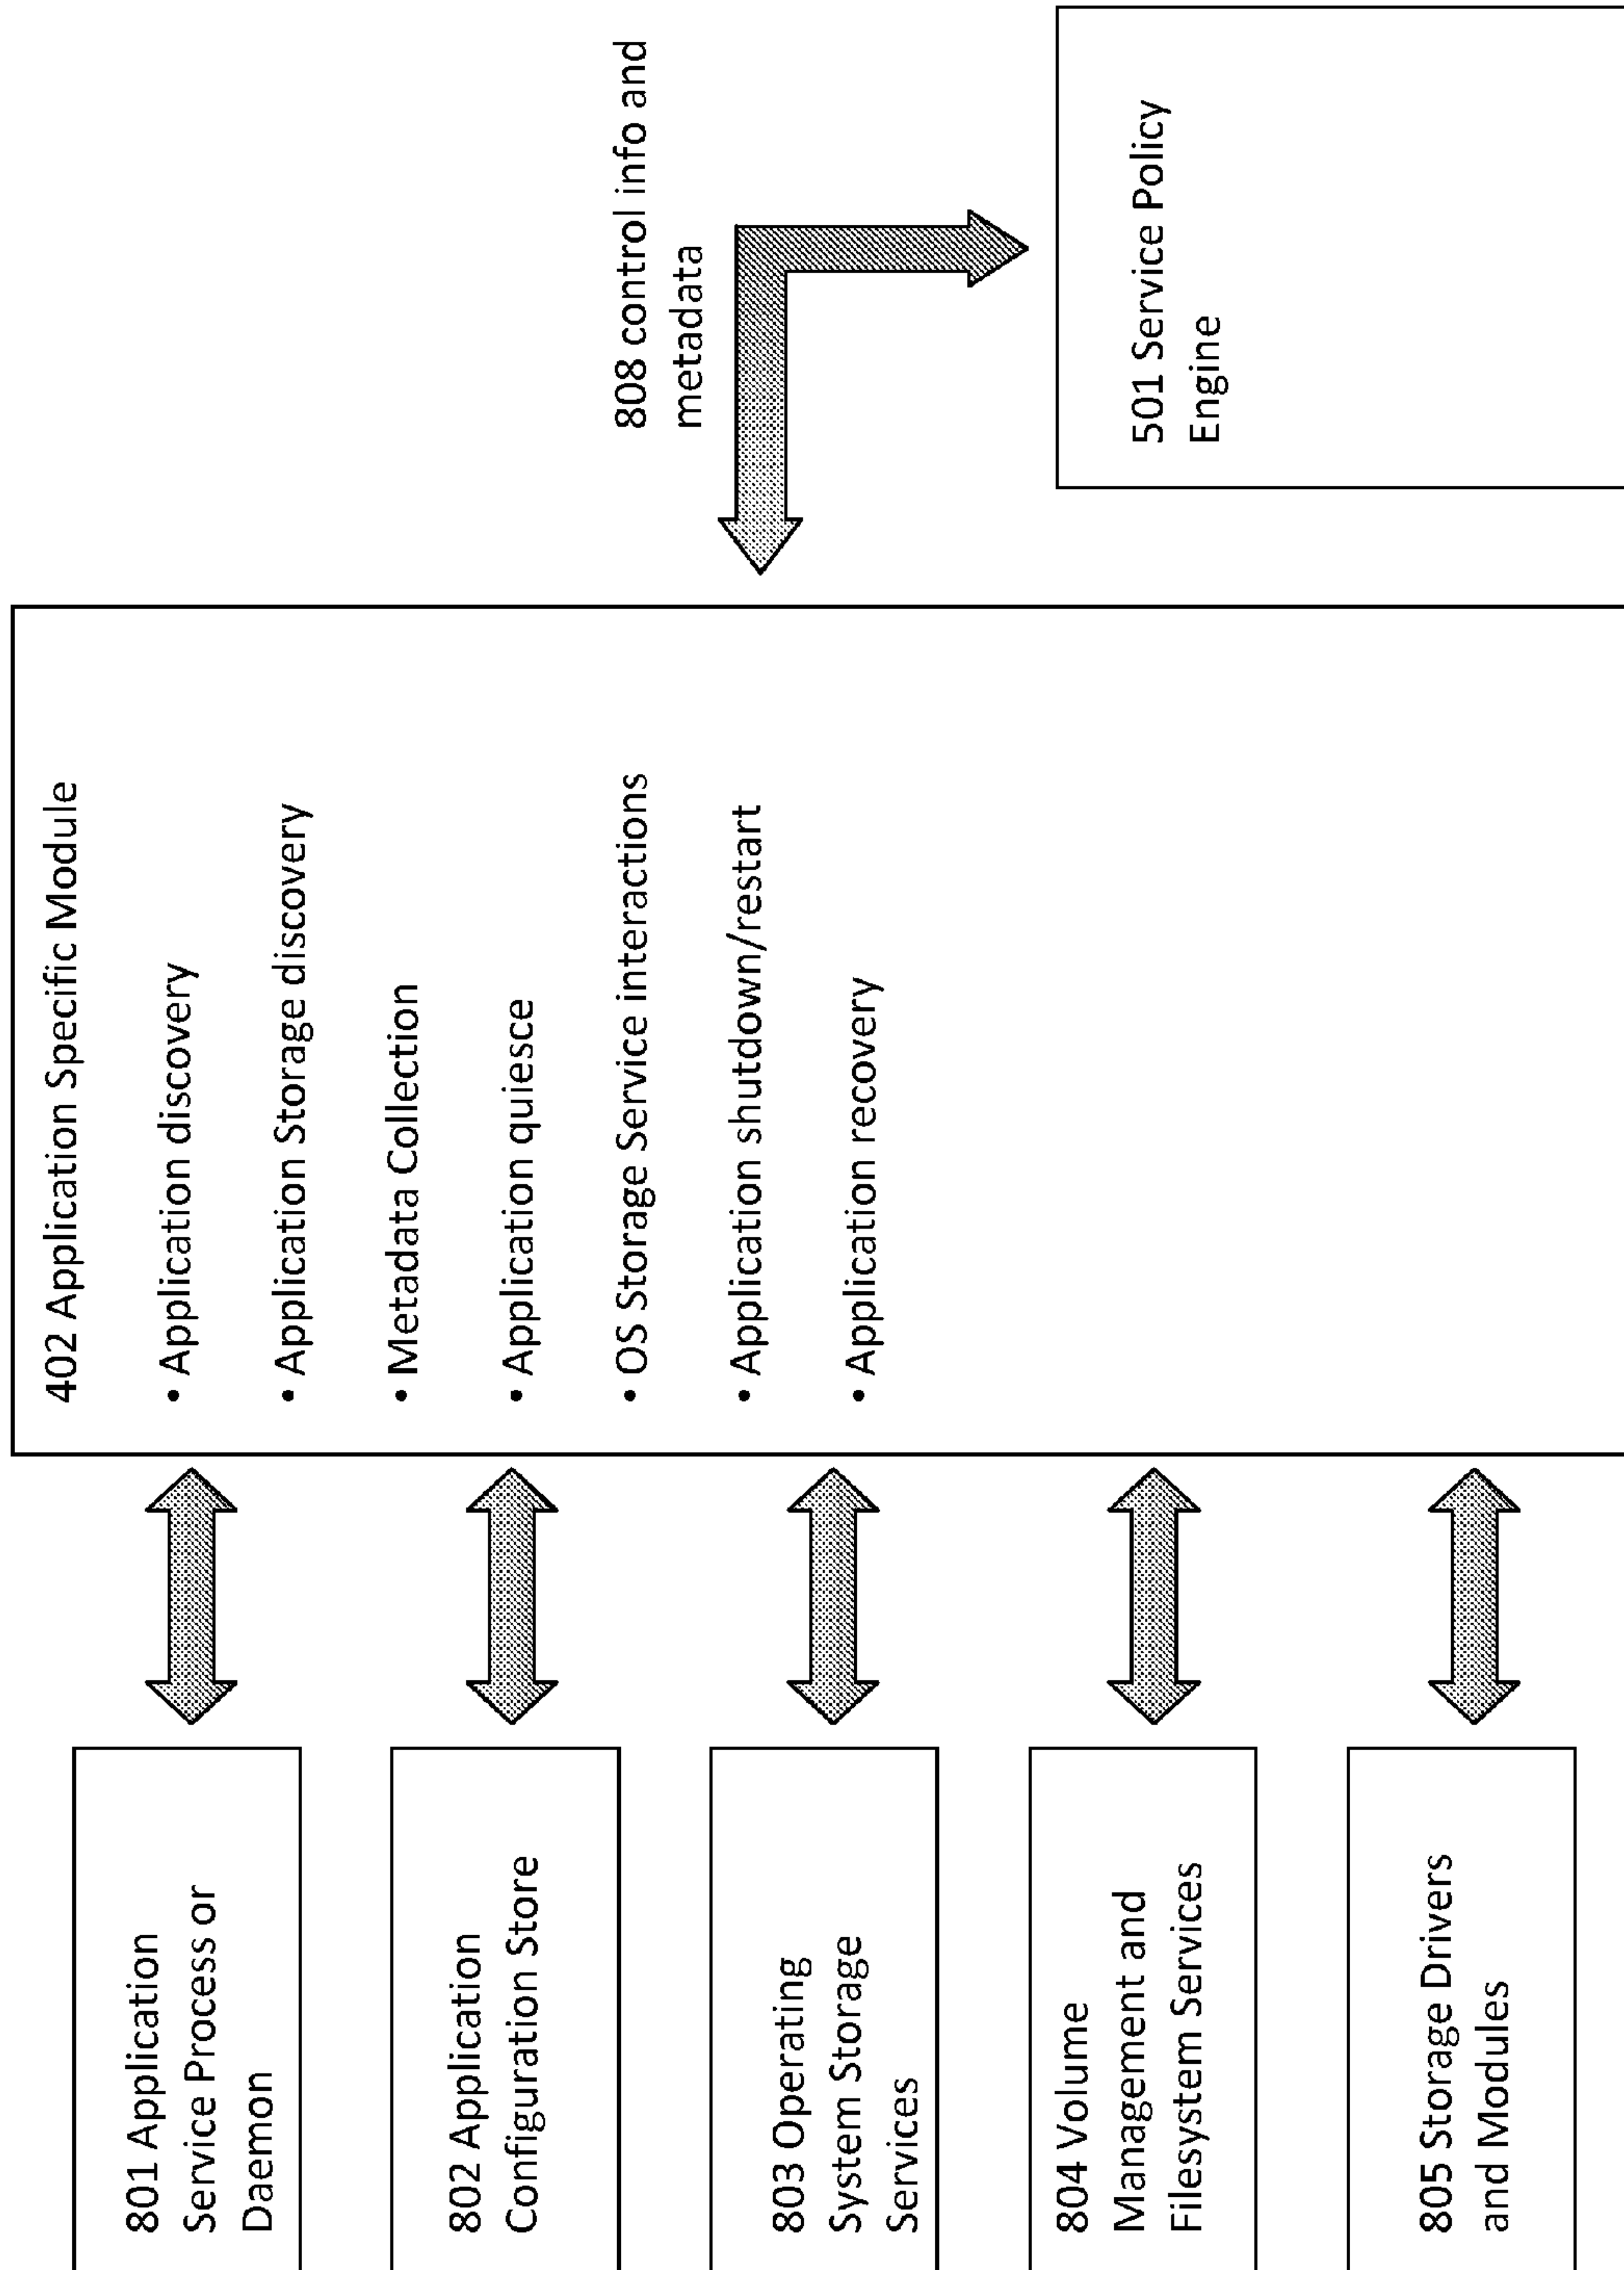 801 Application
Service Process or
Daemon
802 Application
Configuration Store
803 Operating
System Storage
Services
804 Volume
Management and
Filesystem Services
805 Storage Drivers
and Modules
402 Application Specific Module
• Application discovery
• Application Storage discovery
• Metadata Collection
• Application quiesce
• OS Storage Service interactions
• Application shutdown/restart
• Application recovery
808 control info and
metadata
501 Service Policy
Engine